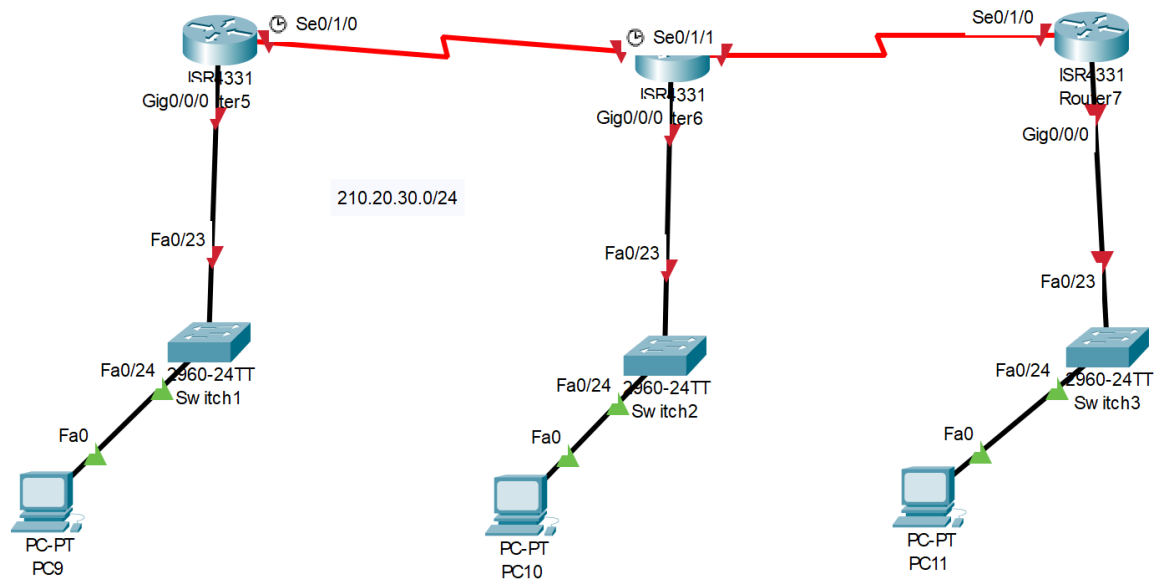 Se0/1/0
Se0/1/1
Se0/1/0
ISR4331
Gig0/0/0 ter5
ISR4331
Gig0/0/0 ter6
ISR4331
Router7
Gig0/0/0
210.20.30.0/24
Fa0/23
Fa0/23
Fa0/23
Fa0/24
2960-24TT
Switch1
Fa0/24
2960-24TT
Switch2
Fa0/24
2960-24TT
Switch3
Fa0
Fa0
Fa0
PC-PT
PC9
PC-PT
PC10
PC-PT
PC11